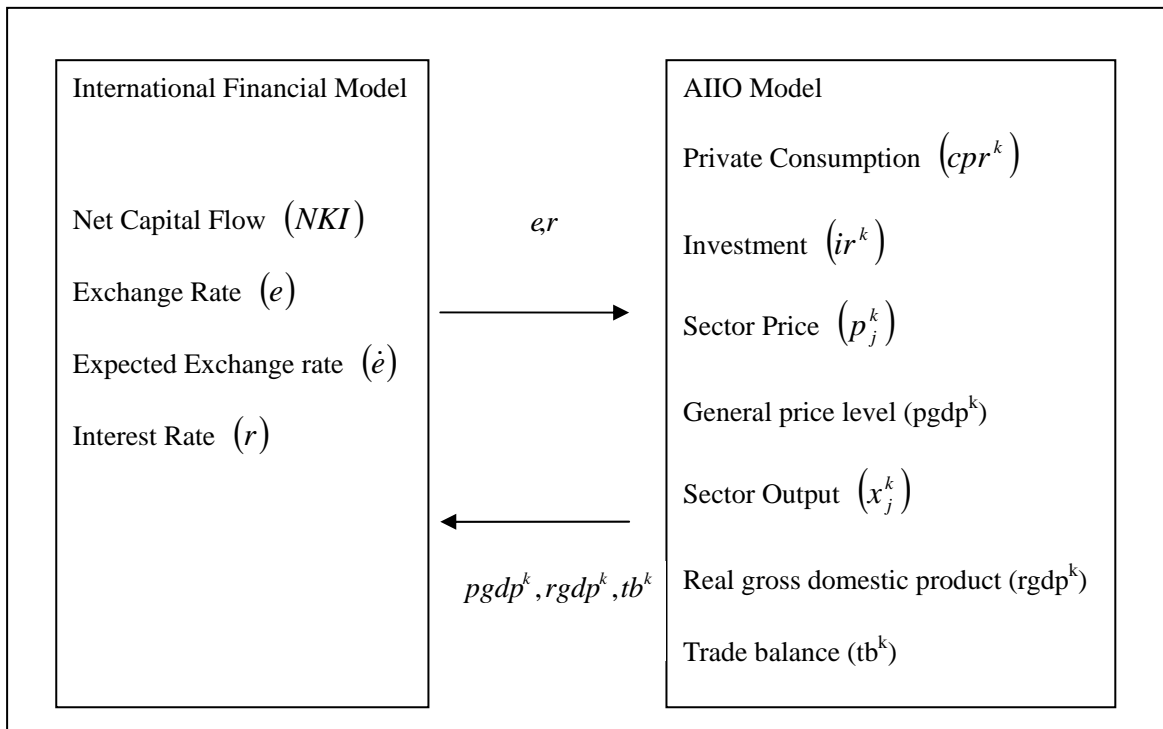 International Financial Model
Net Capital Flow (NKI)
Exchange Rate (e)
Expected Exchange rate (ė)
Interest Rate (r)
e,r
pgdp^k, rgdp^k, tb^k
AIIO Model
Private Consumption (cpr^k)
Investment (ir^k)
Sector Price (p_j^k)
General price level (pgdp^k)
Sector Output (x_j^k)
Real gross domestic product (rgdp^k)
Trade balance (tb^k)